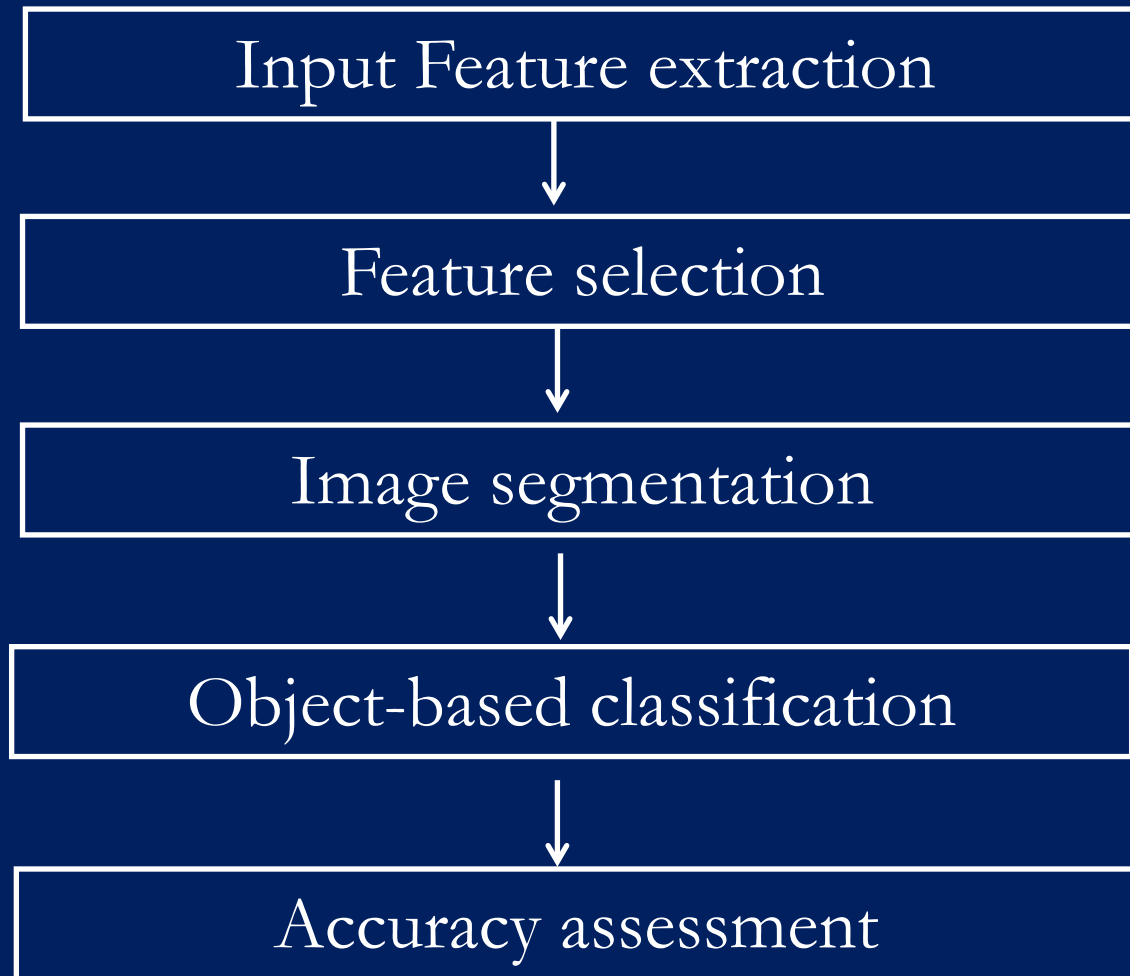 Input Feature extraction
Feature selection
Image segmentation
Object-based classification
Accuracy assessment